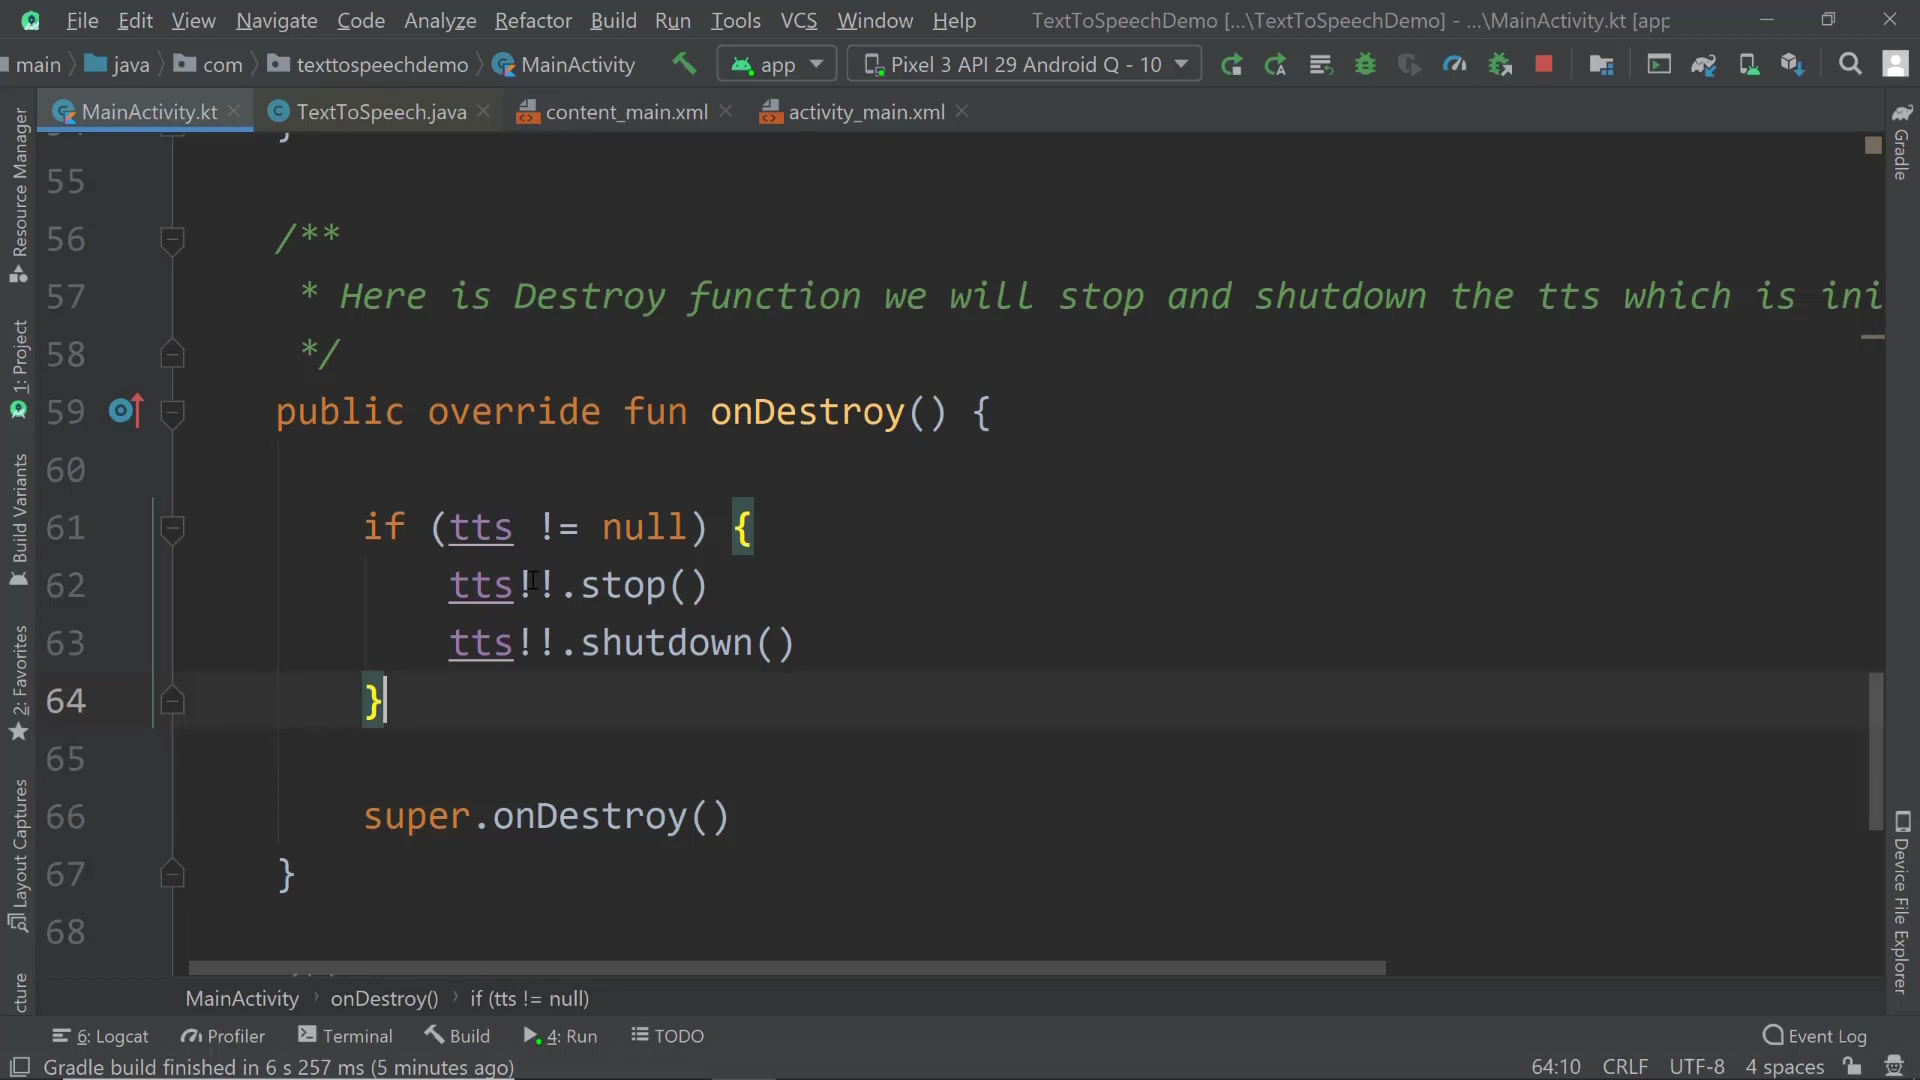 File Edit View Navigate Code Analyze Refactor Build Run Tools VCS Window Help TextToSpeechDemo [...\TextToSpeechDemo] - ...\MainActivity.kt [app
main java com texttospeechdemo MainActivity app Pixel 3 API 29 Android Q - 10
MainActivity.kt TextToSpeech.java content_main.xml activity_main.xml
55
56 /**
57 * Here is Destroy function we will stop and shutdown the tts which is ini
58 */
59 public override fun onDestroy() {
60
61 if (tts != null) {
62 tts!!.stop()
63 tts!!.shutdown()
64 }
65
66 super.onDestroy()
67 }
68
MainActivity › onDestroy() › if (tts != null)
6: Logcat Profiler Terminal Build 4: Run TODO Event Log
Gradle build finished in 6 s 257 ms (5 minutes ago) 64:10 CRLF UTF-8 4 spaces
Resource Manager
1: Project
Build Variants
2: Favorites
Layout Captures
cture
Gradle
Device File Explorer